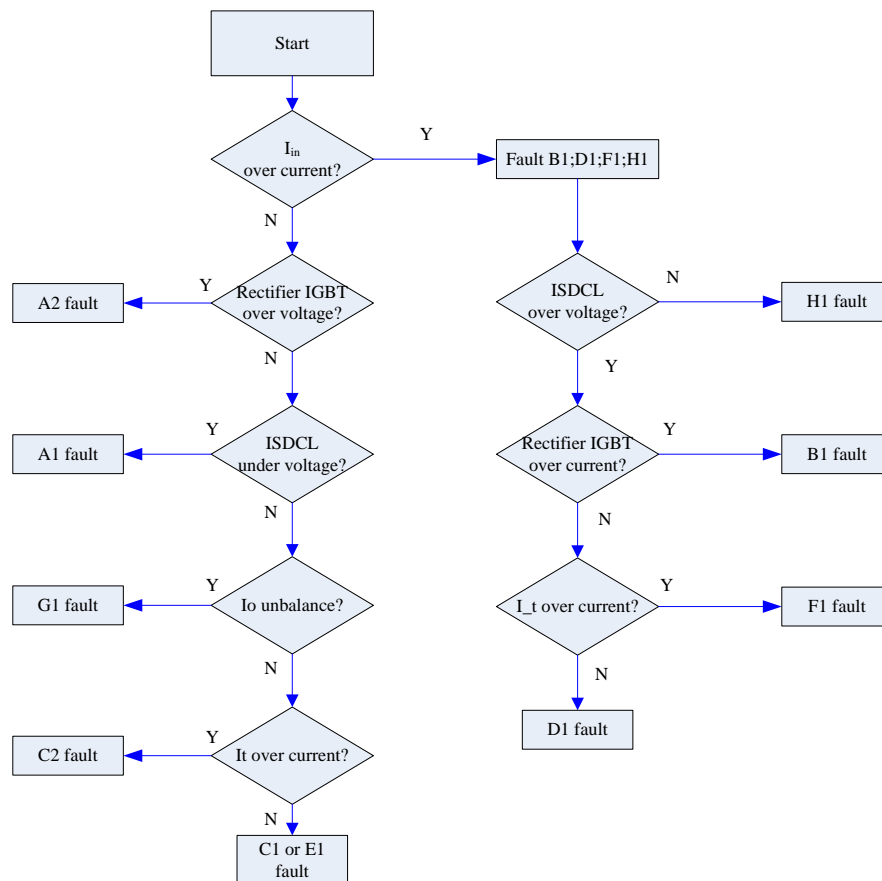 Start
I_in
over current?
Y
Fault B1;D1;F1;H1
N
Rectifier IGBT
over voltage?
Y
A2 fault
N
ISDCL
over voltage?
N
H1 fault
Y
ISDCL
under voltage?
Y
A1 fault
N
Rectifier IGBT
over current?
Y
B1 fault
N
Io unbalance?
Y
G1 fault
N
I_t over current?
Y
F1 fault
N
D1 fault
It over current?
Y
C2 fault
N
C1 or E1
fault